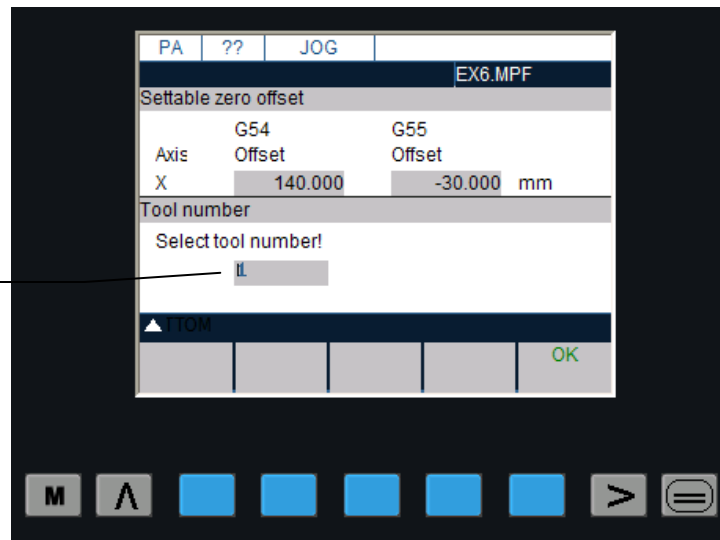 PA ?? JOG
EX6.MPF
Settable zero offset
G54 G55
Axis Offset Offset
X 140.000 -30.000 mm
Tool number
Select tool number!
TTOM
OK
M Λ >